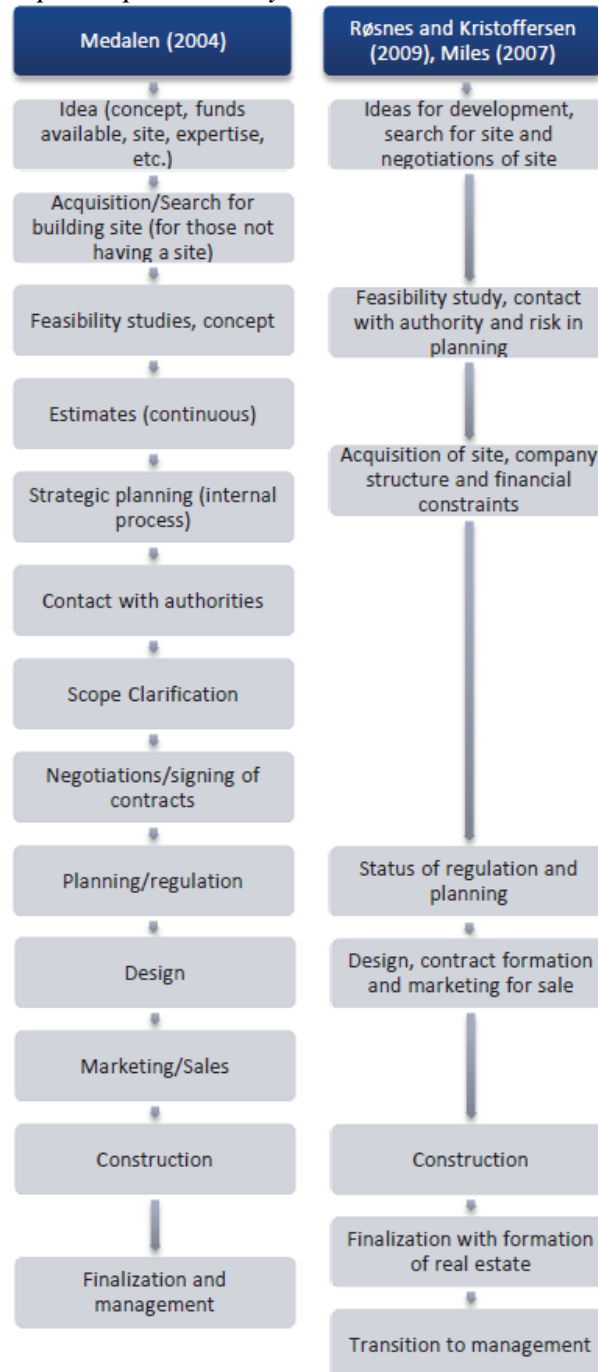 Medalen (2004)
Idea (concept, funds
available, site, expertise,
etc.)
Acquisition/Search for
building site (for those not
having a site)
Feasibility studies, concept
Estimates (continuous)
Strategic planning (internal
process)
Contact with authorities
Scope Clarification
Negotiations/signing of
contracts
Planning/regulation
Design
Marketing/Sales
Construction
Finalization and
management
Røsnes and Kristoffersen
(2009), Miles (2007)
Ideas for development,
search for site and
negotiations of site
Feasibility study, contact
with authority and risk in
planning
Acquisition of site, company
structure and financial
constraints
Status of regulation and
planning
Design, contract formation
and marketing for sale
Construction
Finalization with formation
of real estate
Transition to management